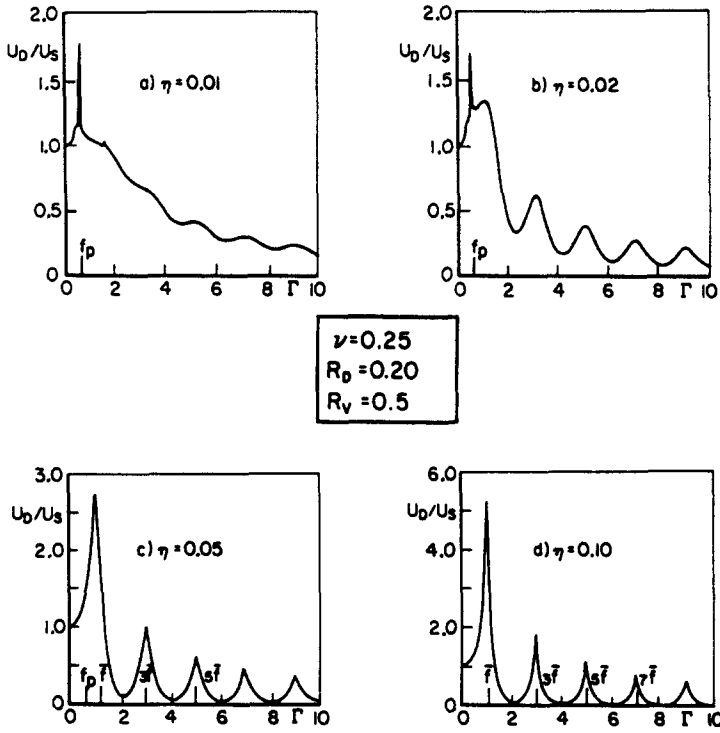 2.0
U_D/U_S
1.5
1.0
0.5
0
a) η=0.01
f_p
0 2 4 6 8 Γ 10
2.0
U_D/U_S
1.5
1.0
0.5
0
b) η=0.02
f_p
0 2 4 6 8 Γ 10
ν=0.25
R_D=0.20
R_V=0.5
3.0
U_D/U_S
2.0
1.0
0
c) η=0.05
f_p f̄ 3f̄ 5f̄
0 2 4 6 8 Γ 10
6.0
U_D/U_S
4.0
2.0
0
d) η=0.10
f̄ 3f̄ 5f̄ 7f̄
0 2 4 6 8 Γ 10